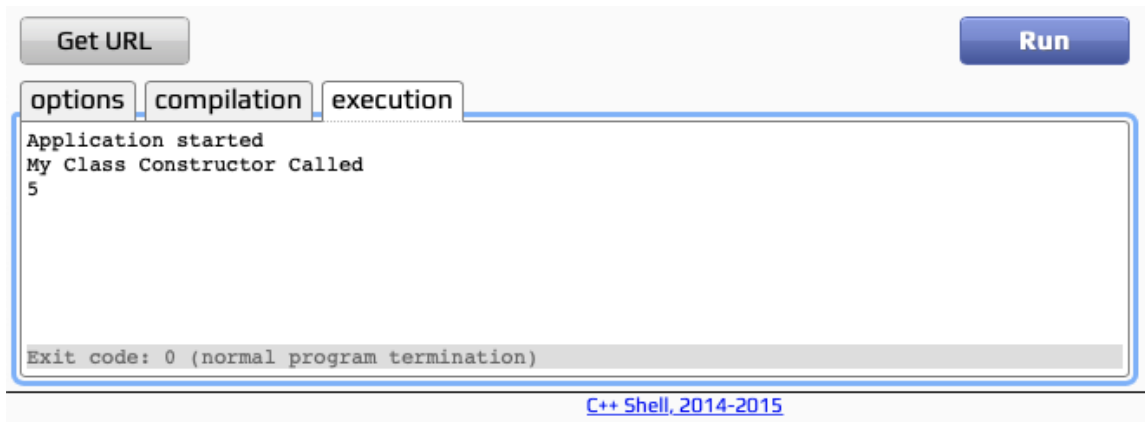 Get URL
Run
options
compilation
execution
Application started
My Class Constructor Called
5
Exit code: 0 (normal program termination)
C++ Shell, 2014-2015